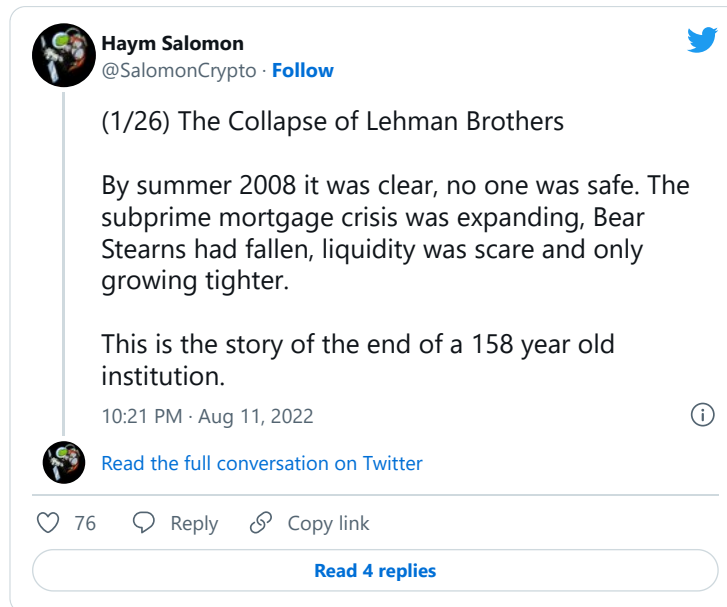 Haym Salomon
@SalomonCrypto · Follow
(1/26) The Collapse of Lehman Brothers
By summer 2008 it was clear, no one was safe. The
subprime mortgage crisis was expanding, Bear
Stearns had fallen, liquidity was scare and only
growing tighter.
This is the story of the end of a 158 year old
institution.
10:21 PM · Aug 11, 2022
Read the full conversation on Twitter
76 Reply Copy link
Read 4 replies